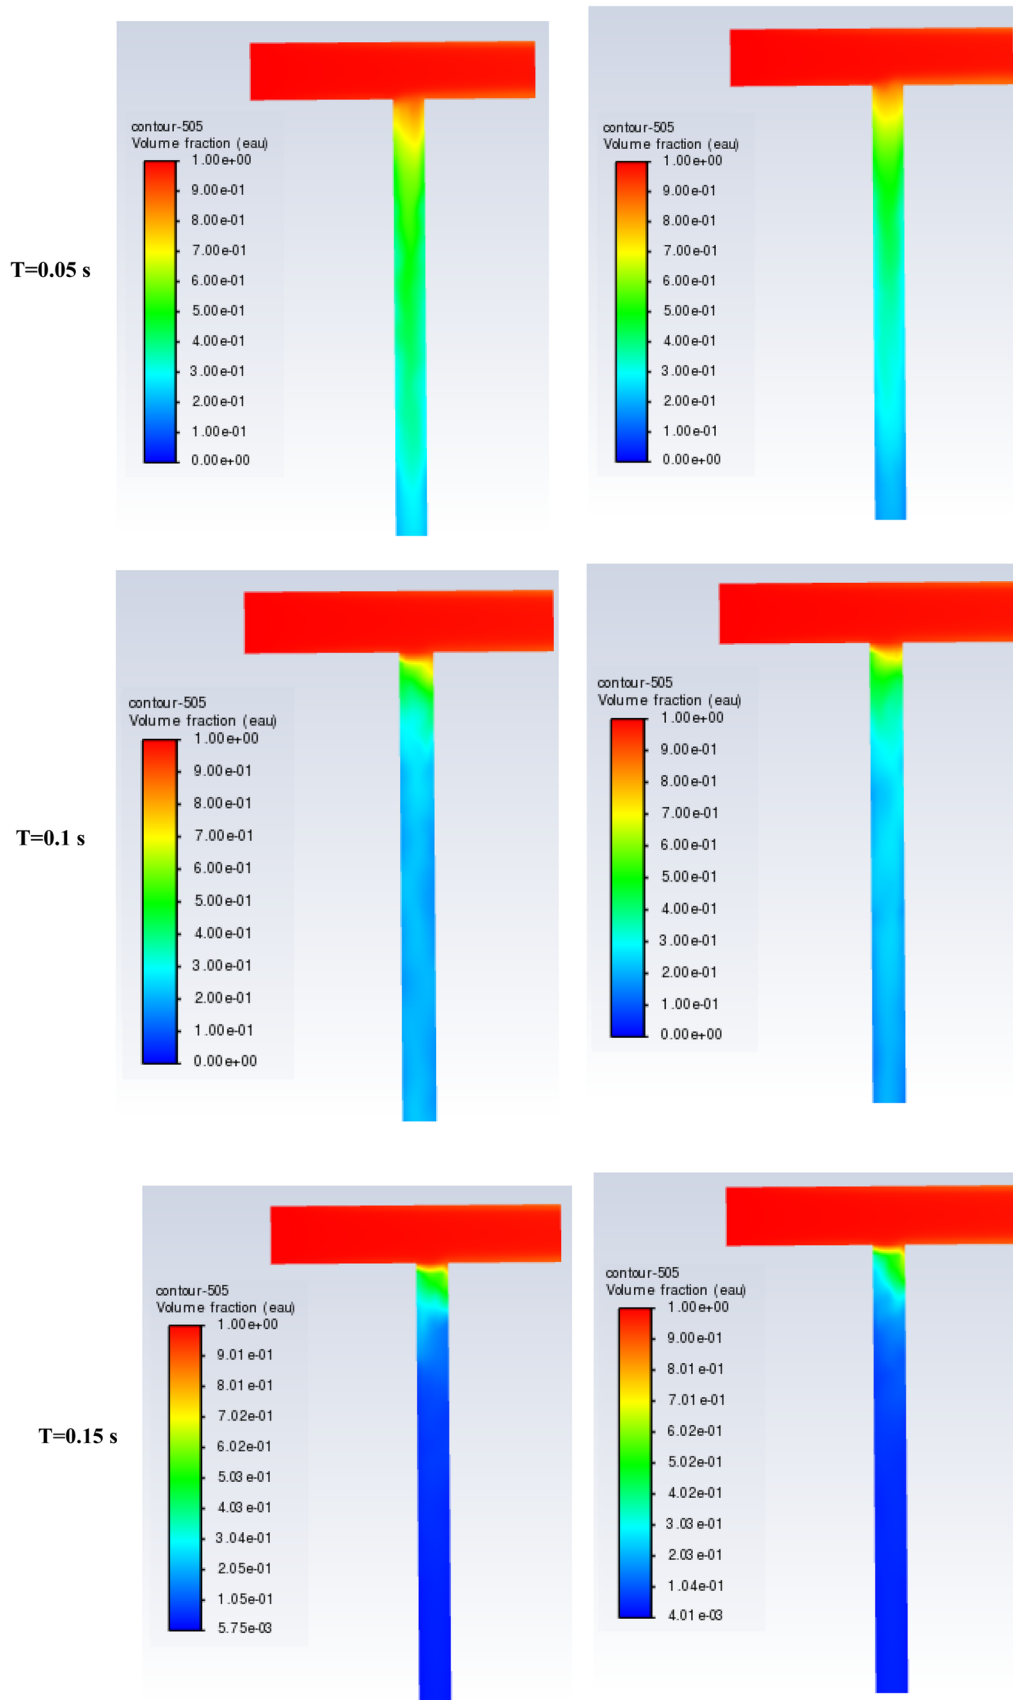 contour-505
Volume fraction (eau)
1.00e+00
9.00e-01
8.00e-01
7.00e-01
6.00e-01
5.00e-01
4.00e-01
3.00e-01
2.00e-01
1.00e-01
0.00e+00
contour-505
Volume fraction (eau)
1.00e+00
9.00e-01
8.00e-01
7.00e-01
6.00e-01
5.00e-01
4.00e-01
3.00e-01
2.00e-01
1.00e-01
0.00e+00
T=0.05 s
contour-505
Volume fraction (eau)
1.00e+00
9.00e-01
8.00e-01
7.00e-01
6.00e-01
5.00e-01
4.00e-01
3.00e-01
2.00e-01
1.00e-01
0.00e+00
contour-505
Volume fraction (eau)
1.00e+00
9.00e-01
8.00e-01
7.00e-01
6.00e-01
5.00e-01
4.00e-01
3.00e-01
2.00e-01
1.00e-01
0.00e+00
T=0.1 s
contour-505
Volume fraction (eau)
1.00e+00
9.01e-01
8.01e-01
7.02e-01
6.02e-01
5.03e-01
4.03e-01
3.04e-01
2.05e-01
1.05e-01
5.75e-03
contour-505
Volume fraction (eau)
1.00e+00
9.00e-01
8.01e-01
7.01e-01
6.02e-01
5.02e-01
4.02e-01
3.03e-01
2.03e-01
1.04e-01
4.01e-03
T=0.15 s